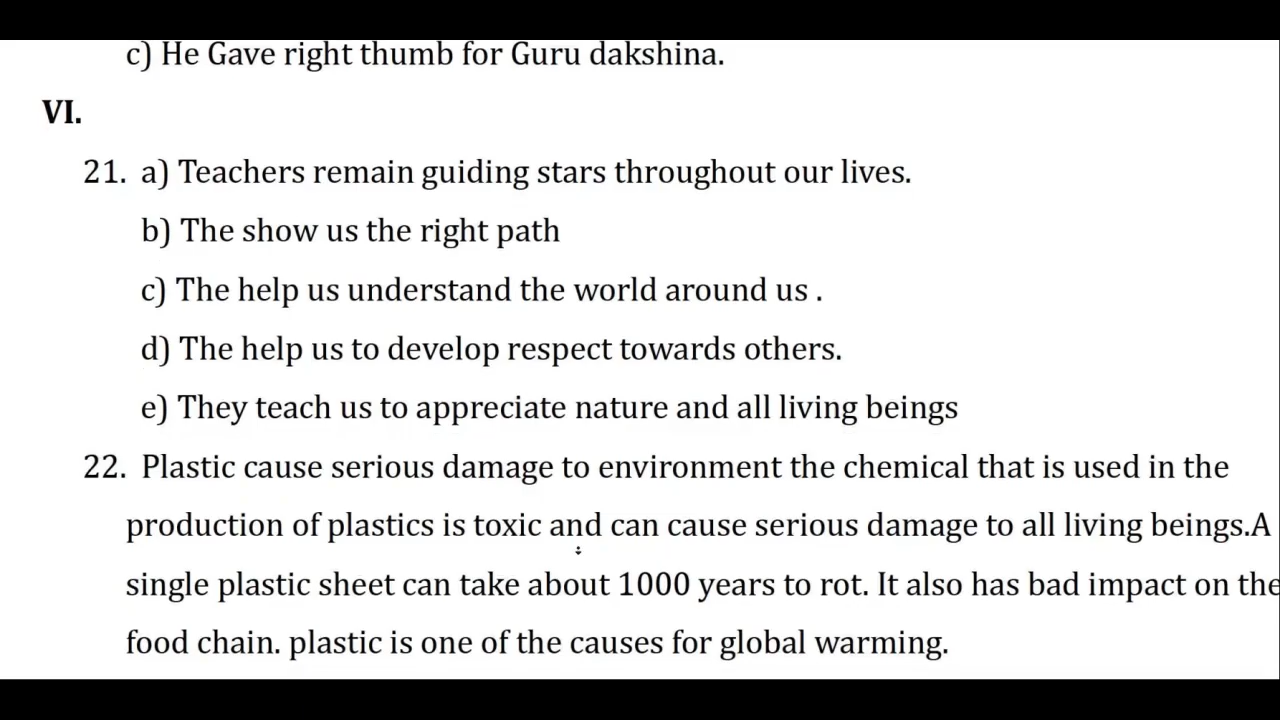 c) He Gave right thumb for Guru dakshina.
VI.
21. a) Teachers remain guiding stars throughout our lives.
b) The show us the right path
c) The help us understand the world around us .
d) The help us to develop respect towards others.
e) They teach us to appreciate nature and all living beings
22. Plastic cause serious damage to environment the chemical that is used in the
production of plastics is toxic and can cause serious damage to all living beings.A
single plastic sheet can take about 1000 years to rot. It also has bad impact on the
food chain. plastic is one of the causes for global warming.